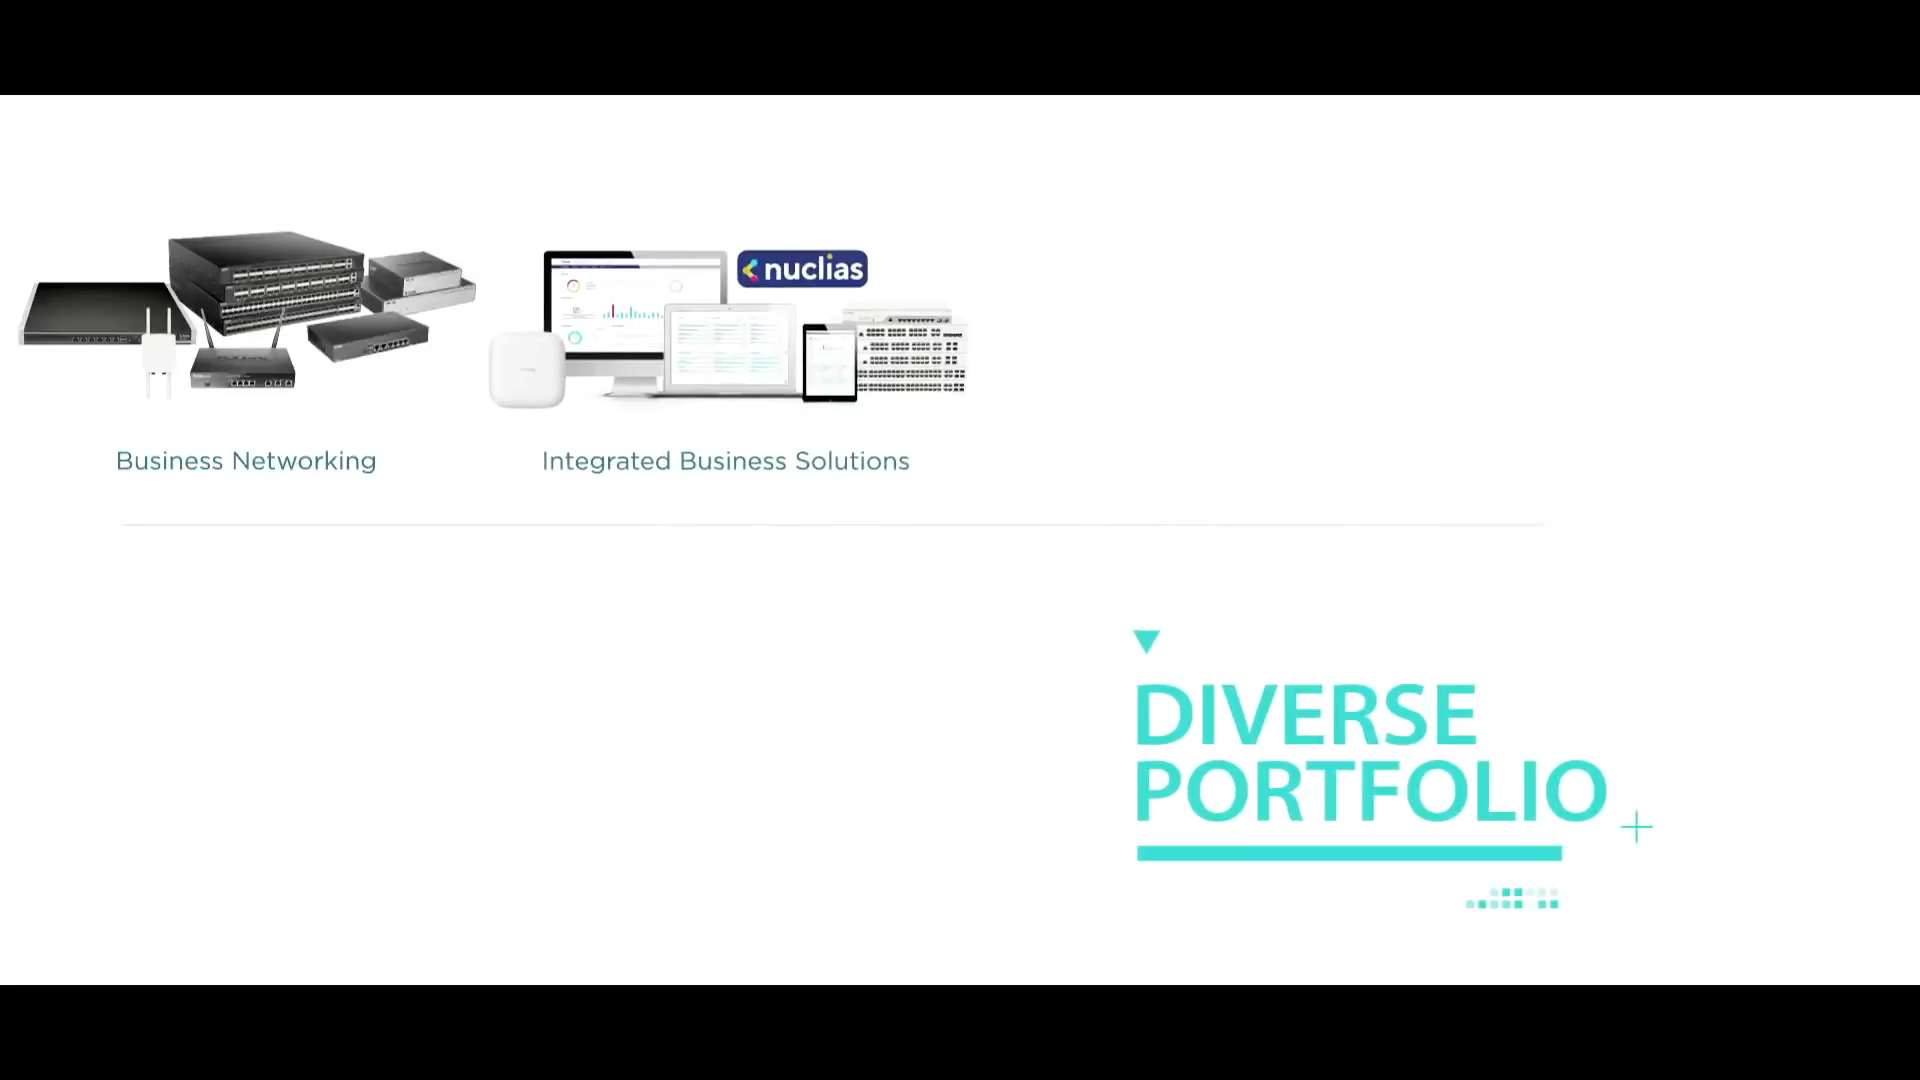 nuclias
Business Networking
Integrated Business Solutions
DIVERSE
PORTFOLIO